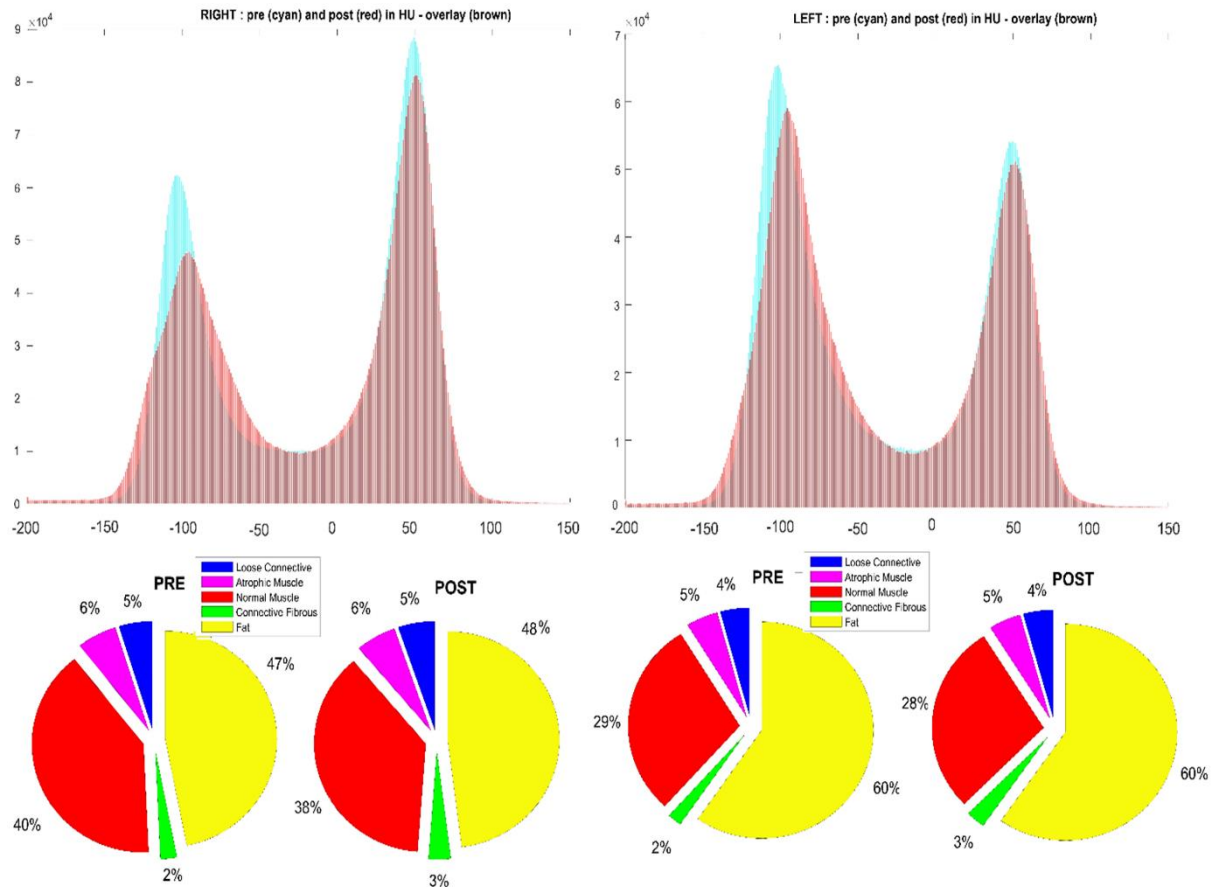 RIGHT : pre (cyan) and post (red) in HU - overlay (brown)
×10⁴
9
8
7
6
5
4
3
2
1
0
-200 -150 -100 -50 0 50 100 150
LEFT : pre (cyan) and post (red) in HU - overlay (brown)
×10⁴
7
6
5
4
3
2
1
0
-200 -150 -100 -50 0 50 100 150
Loose Connective
Atrophic Muscle
Normal Muscle
Connective Fibrous
Fat
PRE
6% 5%
47%
40%
2%
POST
6% 5%
48%
38%
3%
Loose Connective
Atrophic Muscle
Normal Muscle
Connective Fibrous
Fat
PRE
5% 4%
29%
60%
2%
POST
5% 4%
28%
60%
3%